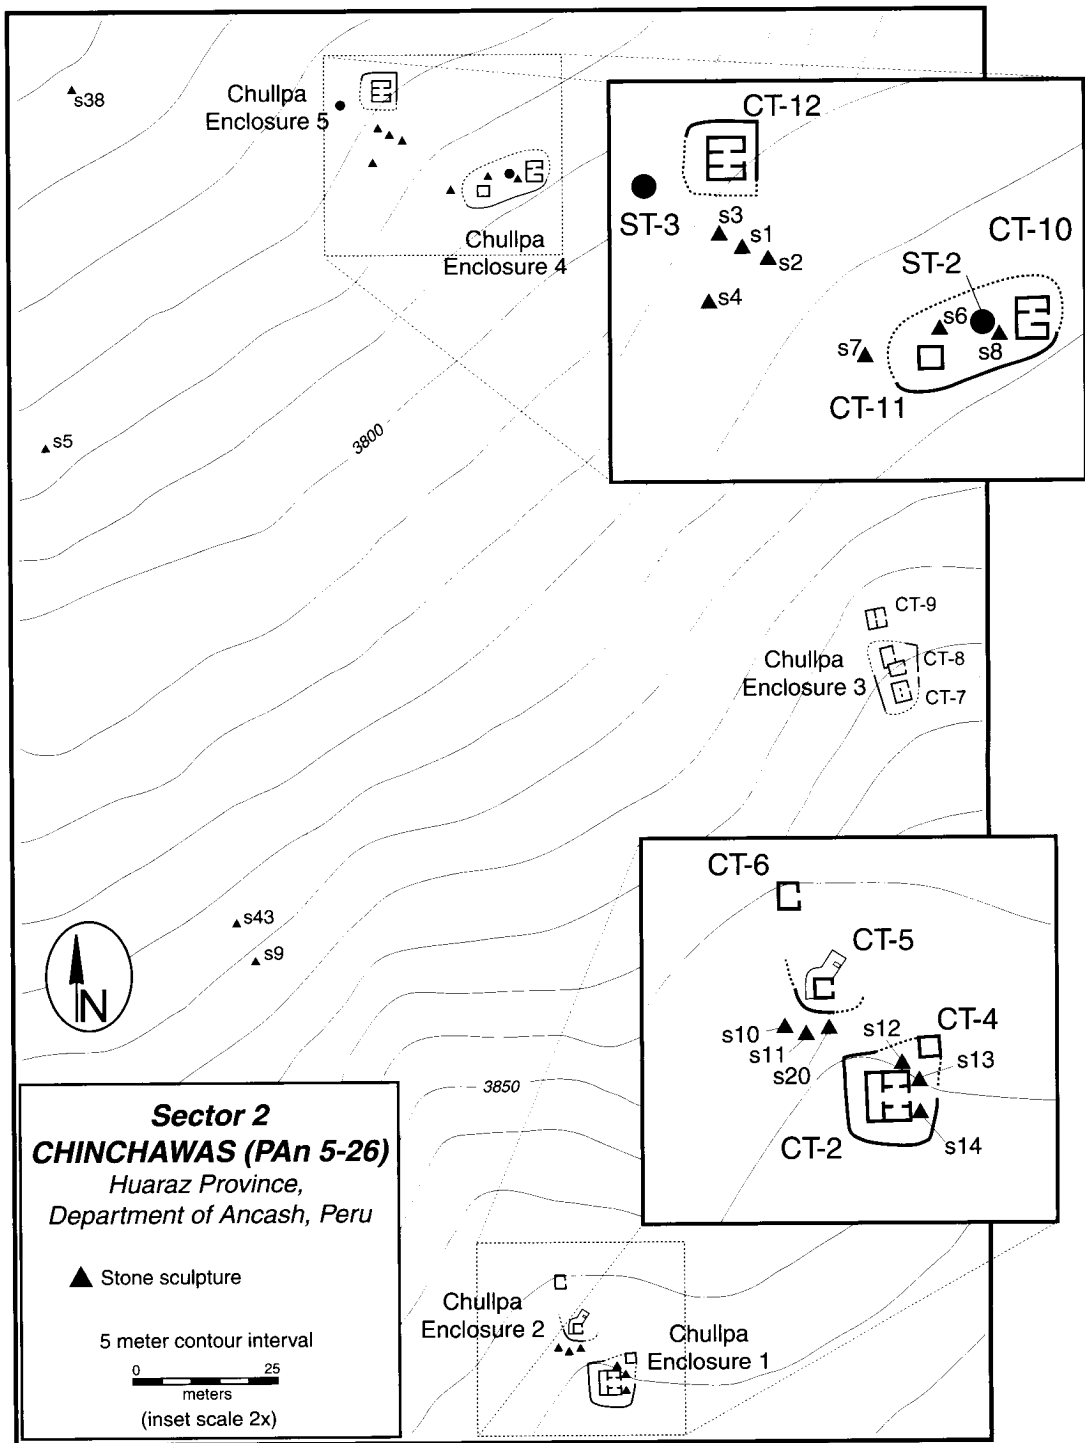 s38
Chullpa
Enclosure 5
Chullpa
Enclosure 4
CT-12
ST-3
s3
s1
s2
s4
CT-10
ST-2
s6
s8
s7
CT-11
s5
3800
CT-9
Chullpa
Enclosure 3
CT-8
CT-7
CT-6
CT-5
s10
s11
s20
s12
CT-4
s13
CT-2
s14
s43
s9
N
3850
Sector 2
CHINCHAWAS (PAn 5-26)
Huaraz Province,
Department of Ancash, Peru
Stone sculpture
5 meter contour interval
0 25
meters
(inset scale 2x)
Chullpa
Enclosure 2
Chullpa
Enclosure 1